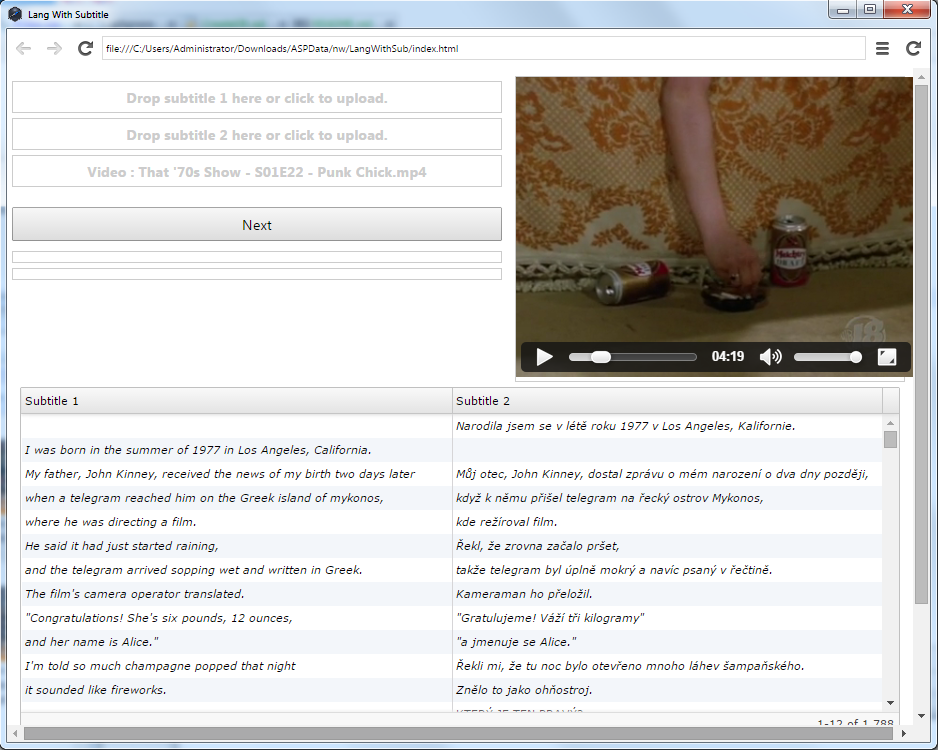 Lang With Subtitle
file:///C:/Users/Administrator/Downloads/ASPData/nw/LangWithSub/index.html
Drop subtitle 1 here or click to upload.
Drop subtitle 2 here or click to upload.
Video : That '70s Show - S01E22 - Punk Chick.mp4
Next
18
04:19
Subtitle 1 Subtitle 2
Narodila jsem se v létě roku 1977 v Los Angeles, Kalifornie.
I was born in the summer of 1977 in Los Angeles, California.
My father, John Kinney, received the news of my birth two days later Můj otec, John Kinney, dostal zprávu o mém narození o dva dny později,
when a telegram reached him on the Greek island of mykonos, když k němu přišel telegram na řecký ostrov Mykonos,
where he was directing a film. kde režíroval film.
He said it had just started raining, Řekl, že zrovna začalo pršet,
and the telegram arrived sopping wet and written in Greek. takže telegram byl úplně mokrý a navíc psaný v řečtině.
The film's camera operator translated. Kameraman ho přeložil.
"Congratulations! She's six pounds, 12 ounces, "Gratulujeme! Váží tři kilogramy"
and her name is Alice." "a jmenuje se Alice."
I'm told so much champagne popped that night Řekli mi, že tu noc bylo otevřeno mnoho láhev šampaňského.
it sounded like fireworks. Znělo to jako ohňostroj.
KTERÝ JE TEN PRAVÝ?
1-12 of 1 788